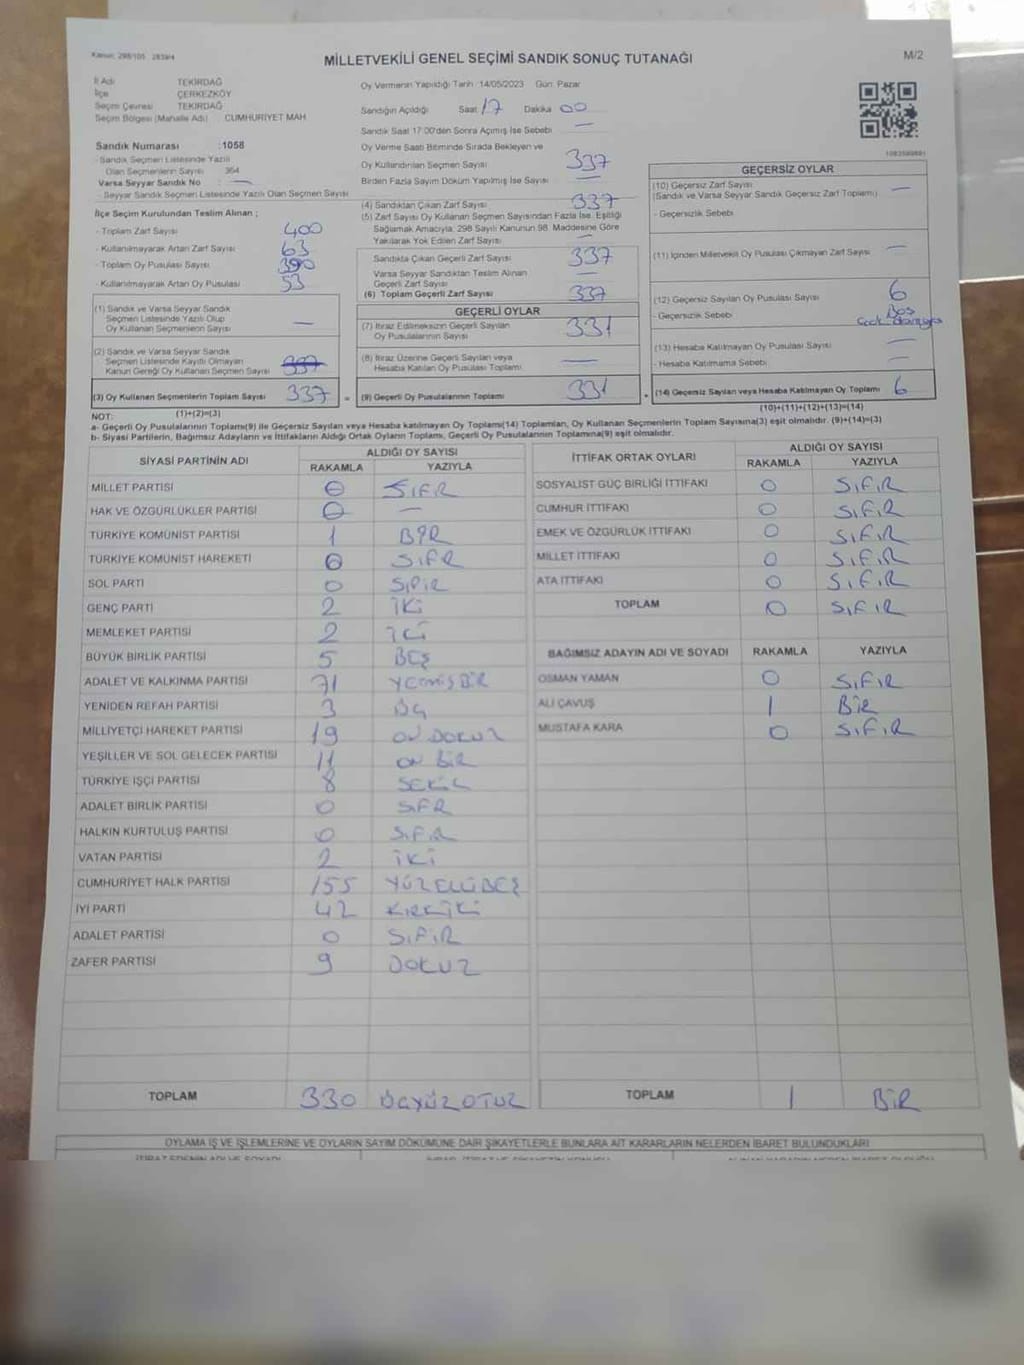 Kanun: 298/105 2839/4
MİLLETVEKİLİ GENEL SEÇİMİ SANDIK SONUÇ TUTANAĞI
M/2
İl Adı TEKİRDAĞ
İlçe ÇERKEZKÖY
Seçim Çevresi TEKİRDAĞ
Seçim Bölgesi (Mahalle Adı) CUMHURİYET MAH.
Oy Vermenin Yapıldığı Tarih 14/05/2023 Gün Pazar
Sandığın Açıldığı Saat 17 Dakika 00
Sandık Saat 17:00'den Sonra Açılmış İse Sebebi —
Sandık Numarası :1058
- Sandık Seçmen Listesinde Yazılı
Olan Seçmenlerin Sayısı 364
Varsa Seyyar Sandık No : —
- Seyyar Sandık Seçmen Listesinde Yazılı Olan Seçmen Sayısı
Oy Verme Saati Bitiminde Sırada Bekleyen ve
Oy Kullandırılan Seçmen Sayısı 337
Birden Fazla Sayım Döküm Yapılmış İse Sayısı —
İlçe Seçim Kurulundan Teslim Alınan ;
- Toplam Zarf Sayısı 400
- Kullanılmayarak Artan Zarf Sayısı 63
- Toplam Oy Pusulası Sayısı 390
- Kullanılmayarak Artan Oy Pusulası 53
(4) Sandıktan Çıkan Zarf Sayısı 337
(5) Zarf Sayısı Oy Kullanan Seçmen Sayısından Fazla İse, Eşitliği
Sağlamak Amacıyla, 298 Sayılı Kanunun 98. Maddesine Göre
Yakılarak Yok Edilen Zarf Sayısı —
Sandıkta Çıkan Geçerli Zarf Sayısı 337
Varsa Seyyar Sandıktan Teslim Alınan
Geçerli Zarf Sayısı —
(6) Toplam Geçerli Zarf Sayısı 337
GEÇERSİZ OYLAR
(10) Geçersiz Zarf Sayısı —
(Sandık ve Varsa Seyyar Sandık Geçersiz Zarf Toplamı)
- Geçersizlik Sebebi
(11) İçinden Milletvekili Oy Pusulası Çıkmayan Zarf Sayısı —
(12) Geçersiz Sayılan Oy Pusulası Sayısı 6
- Geçersizlik Sebebi Boş
(13) Hesaba Katılmayan Oy Pusulası Sayısı —
- Hesaba Katılmama Sebebi —
(14) Geçersiz Sayılan veya Hesaba Katılmayan Oy Toplamı 6
(10)+(11)+(12)+(13)=(14)
(1) Sandık ve Varsa Seyyar Sandık
Seçmen Listesinde Yazılı Olup
Oy Kullanan Seçmenlerin Sayısı —
(2) Sandık ve Varsa Seyyar Sandık
Seçmen Listesinde Kayıtlı Olmayan
Kanun Gereği Oy Kullanan Seçmen Sayısı 337
(3) Oy Kullanan Seçmenlerin Toplam Sayısı 337 =
(1)+(2)=(3)
GEÇERLİ OYLAR
(7) İtiraz Edilmeksizin Geçerli Sayılan
Oy Pusulalarının Sayısı 331
(8) İtiraz Üzerine Geçerli Sayılan veya
Hesaba Katılan Oy Pusulası Toplamı —
(9) Geçerli Oy Pusulalarının Toplamı 331 +
NOT:
a- Geçerli Oy Pusulalarının Toplamı(9) ile Geçersiz Sayılan veya Hesaba katılmayan Oy Toplamı(14) Toplamları, Oy Kullanan Seçmenlerin Toplam Sayısına(3) eşit olmalıdır. (9)+(14)=(3)
b- Siyasi Partilerin, Bağımsız Adayların ve İttifakların Aldığı Ortak Oyların Toplamı, Geçerli Oy Pusulalarının Toplamına(9) eşit olmalıdır.
SİYASİ PARTİNİN ADI ALDIĞI OY SAYISI
RAKAMLA YAZIYLA
MİLLET PARTİSİ 0 SIFIR
HAK VE ÖZGÜRLÜKLER PARTİSİ 0 —
TÜRKİYE KOMÜNİST PARTİSİ 1 BİR
TÜRKİYE KOMÜNİST HAREKETİ 0 SIFR
SOL PARTİ 0 SIFIR
GENÇ PARTİ 2 İKİ
MEMLEKET PARTİSİ 2 İKİ
BÜYÜK BİRLİK PARTİSİ 5 BEŞ
ADALET VE KALKINMA PARTİSİ 71 YETMİŞ BİR
YENİDEN REFAH PARTİSİ 3 ÜÇ
MİLLİYETÇİ HAREKET PARTİSİ 19 ON DOKUZ
YEŞİLLER VE SOL GELECEK PARTİSİ 11 ON BİR
TÜRKİYE İŞÇİ PARTİSİ 8 SEKİZ
ADALET BİRLİK PARTİSİ 0 SIFR
HALKIN KURTULUŞ PARTİSİ 0 SIFIR
VATAN PARTİSİ 2 İKİ
CUMHURİYET HALK PARTİSİ 155 YÜZELLİBEŞ
İYİ PARTİ 42 KIRKİKİ
ADALET PARTİSİ 0 SIFIR
ZAFER PARTİSİ 9 DOKUZ
TOPLAM 330 ÜÇYÜZOTUZ
İTTİFAK ORTAK OYLARI ALDIĞI OY SAYISI
RAKAMLA YAZIYLA
SOSYALİST GÜÇ BİRLİĞİ İTTİFAKI 0 SIFIR
CUMHUR İTTİFAKI 0 SIFIR
EMEK VE ÖZGÜRLÜK İTTİFAKI 0 SIFIR
MİLLET İTTİFAKI 0 SIFIR
ATA İTTİFAKI 0 SIFIR
TOPLAM 0 SIFIR
BAĞIMSIZ ADAYIN ADI VE SOYADI RAKAMLA YAZIYLA
OSMAN YAMAN 0 SIFIR
ALİ ÇAVUŞ 1 BİR
MUSTAFA KARA 0 SIFIR
TOPLAM 1 BİR
OYLAMA İŞ VE İŞLEMLERİNE VE OYLARIN SAYIM DÖKÜMÜNE DAİR ŞİKAYETLERLE BUNLARA AİT KARARLARIN NELERDEN İBARET BULUNDUKLARI